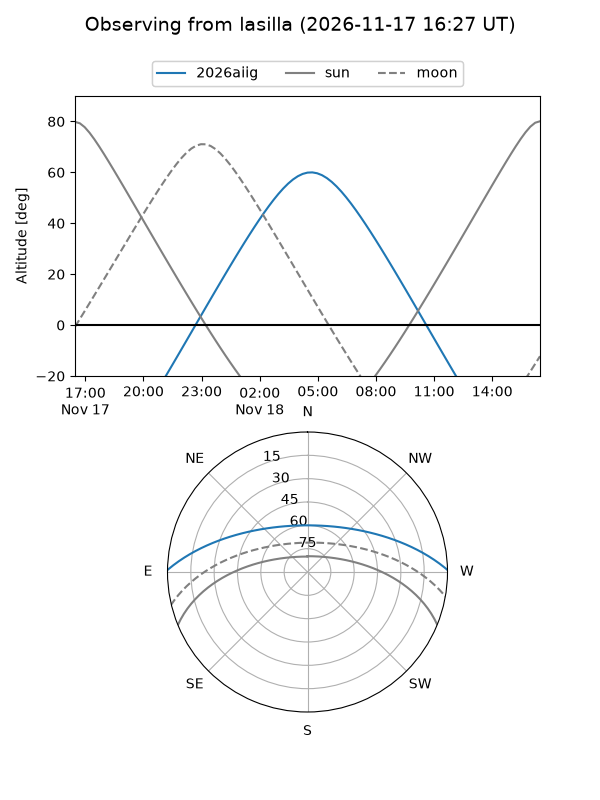 Observing from lasilla (2026-11-17 16:27 UT)
2026aiig sun moon
Altitude [deg]
80
60
40
20
0
−20
17:00 20:00 23:00 02:00 05:00 08:00 11:00 14:00
Nov 17 Nov 18
N
NE NW
15
30
45
60
75
E W
SE SW
S